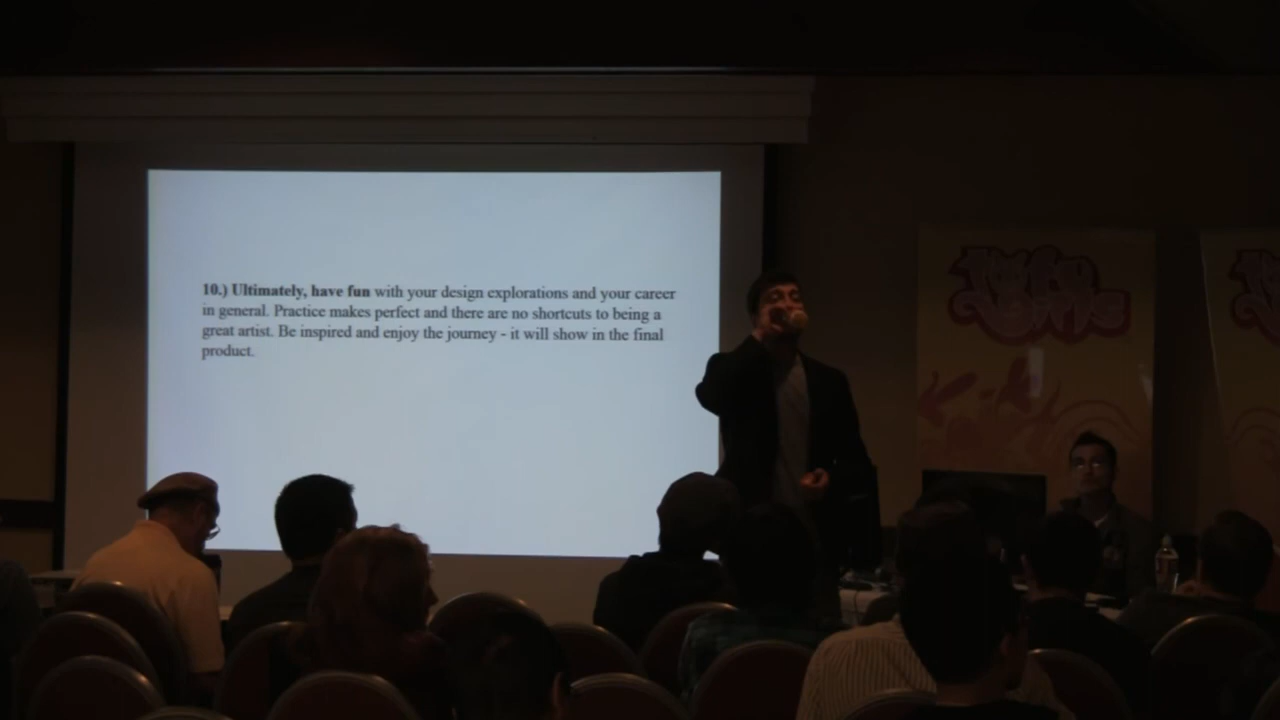 10.) Ultimately, have fun with your design explorations and your career
in general. Practice makes perfect and there are no shortcuts to being a
great artist. Be inspired and enjoy the journey - it will show in the final
product.